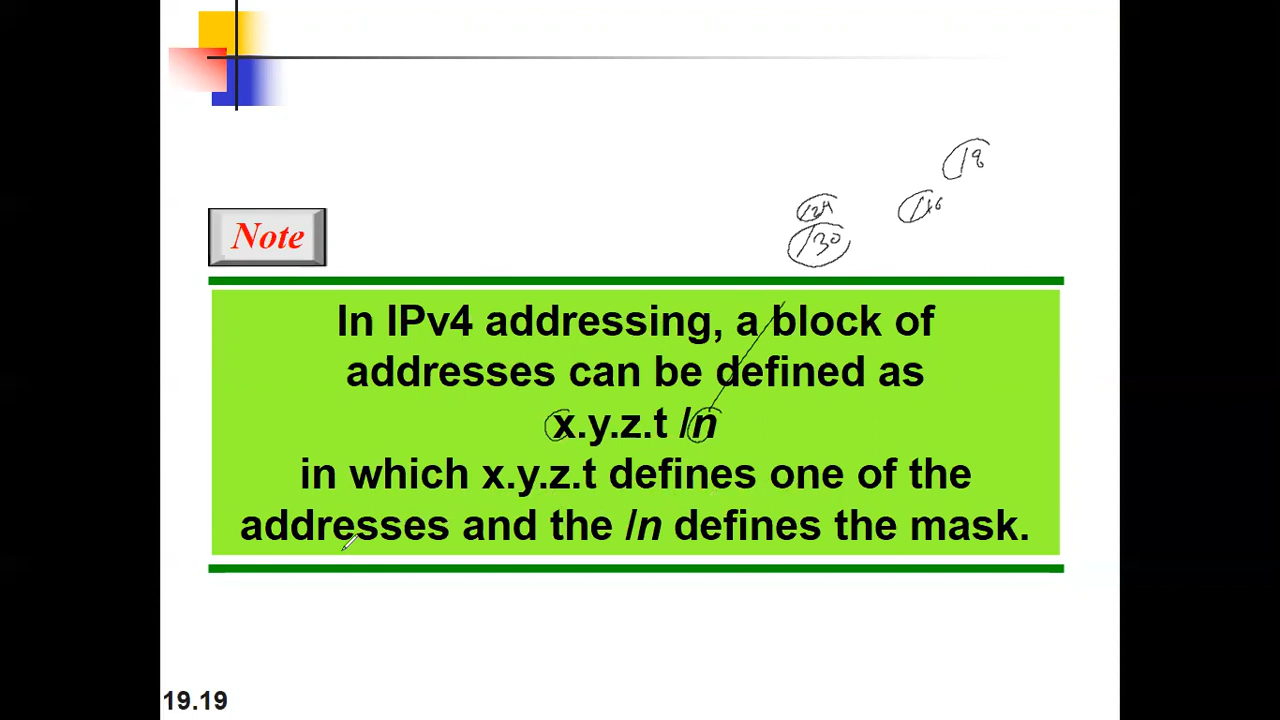 /8
/16
/24
/30
Note
In IPv4 addressing, a block of
addresses can be defined as
x.y.z.t /n
in which x.y.z.t defines one of the
addresses and the /n defines the mask.
19.19